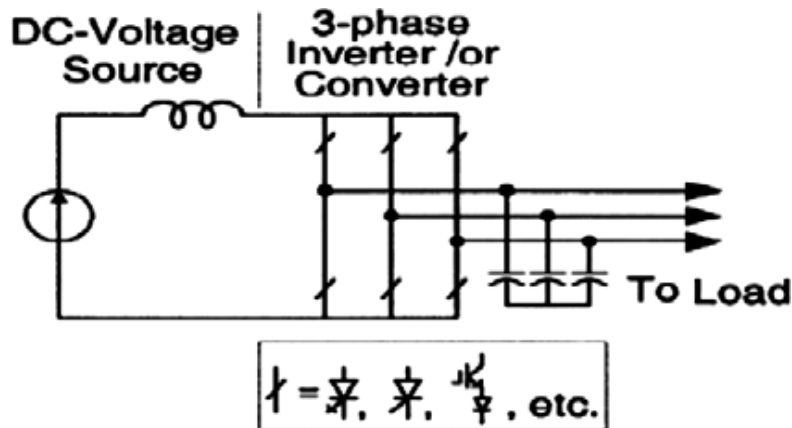 DC-Voltage
Source
3-phase
Inverter /or
Converter
To Load
= , , , etc.